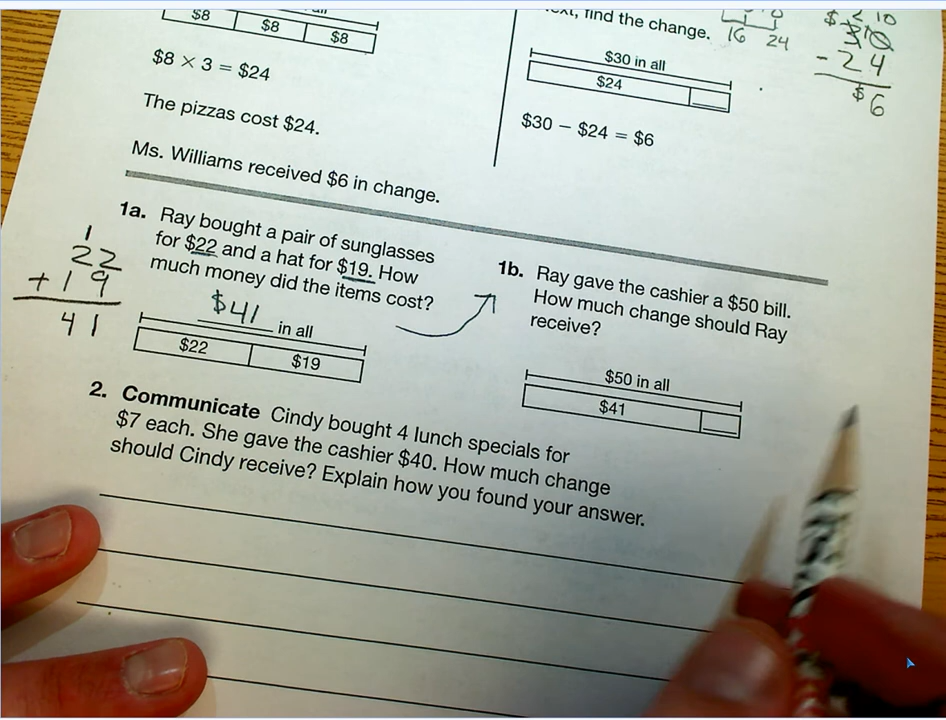 $8
$8
$8
$8 × 3 = $24
The pizzas cost $24.
Ms. Williams received $6 in change.
find the change.
16 24
$30 in all
$24
$30 − $24 = $6
2 10
$ 30
- 24
$6
1a. Ray bought a pair of sunglasses
for $22 and a hat for $19. How
much money did the items cost?
1
22
+ 19
41
$41 in all
$22
$19
1b. Ray gave the cashier a $50 bill.
How much change should Ray
receive?
$50 in all
$41
2. Communicate Cindy bought 4 lunch specials for
$7 each. She gave the cashier $40. How much change
should Cindy receive? Explain how you found your answer.